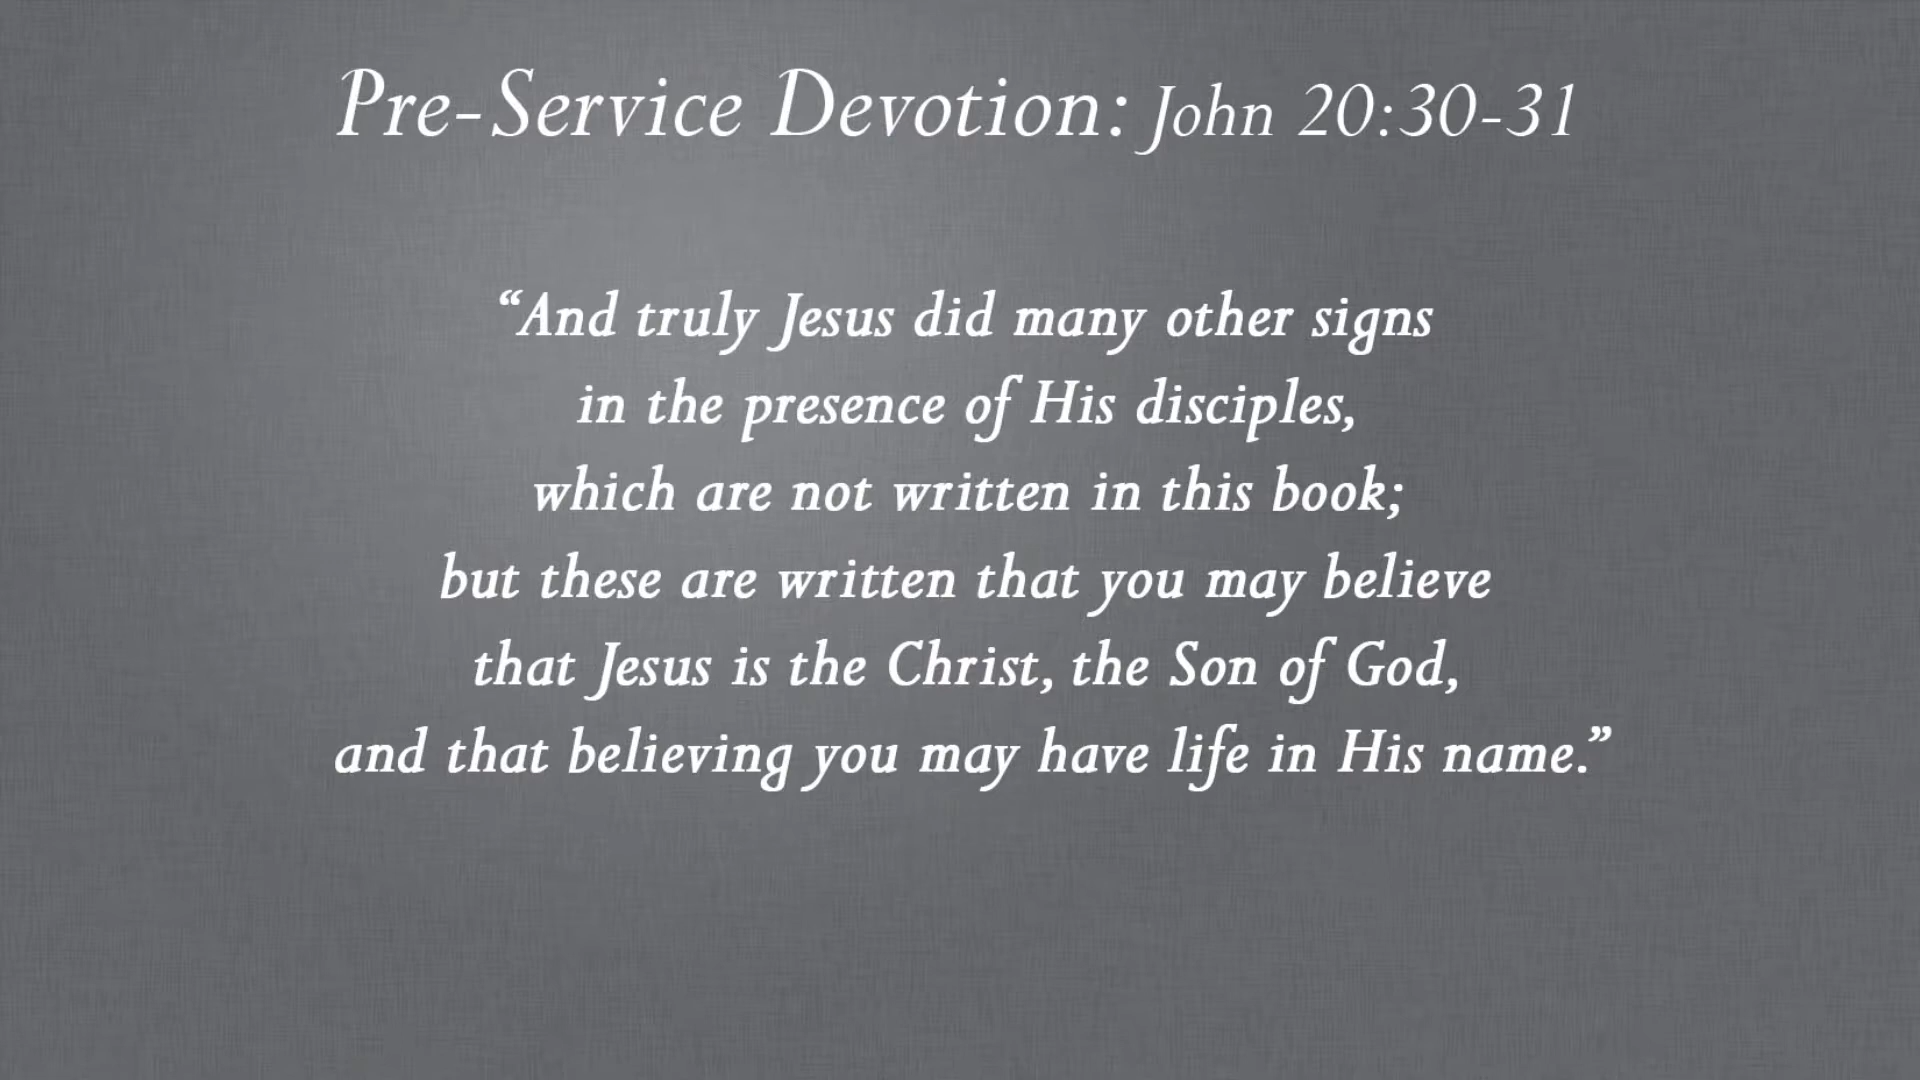 Pre-Service Devotion: John 20:30-31
“And truly Jesus did many other signs
in the presence of His disciples,
which are not written in this book;
but these are written that you may believe
that Jesus is the Christ, the Son of God,
and that believing you may have life in His name.”